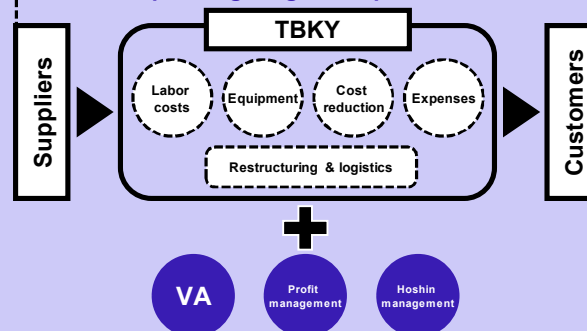 TBKY
Suppliers
Labor
costs
Equipment
Cost
reduction
Expenses
Restructuring & logistics
Customers
VA
Profit
management
Hoshin
management